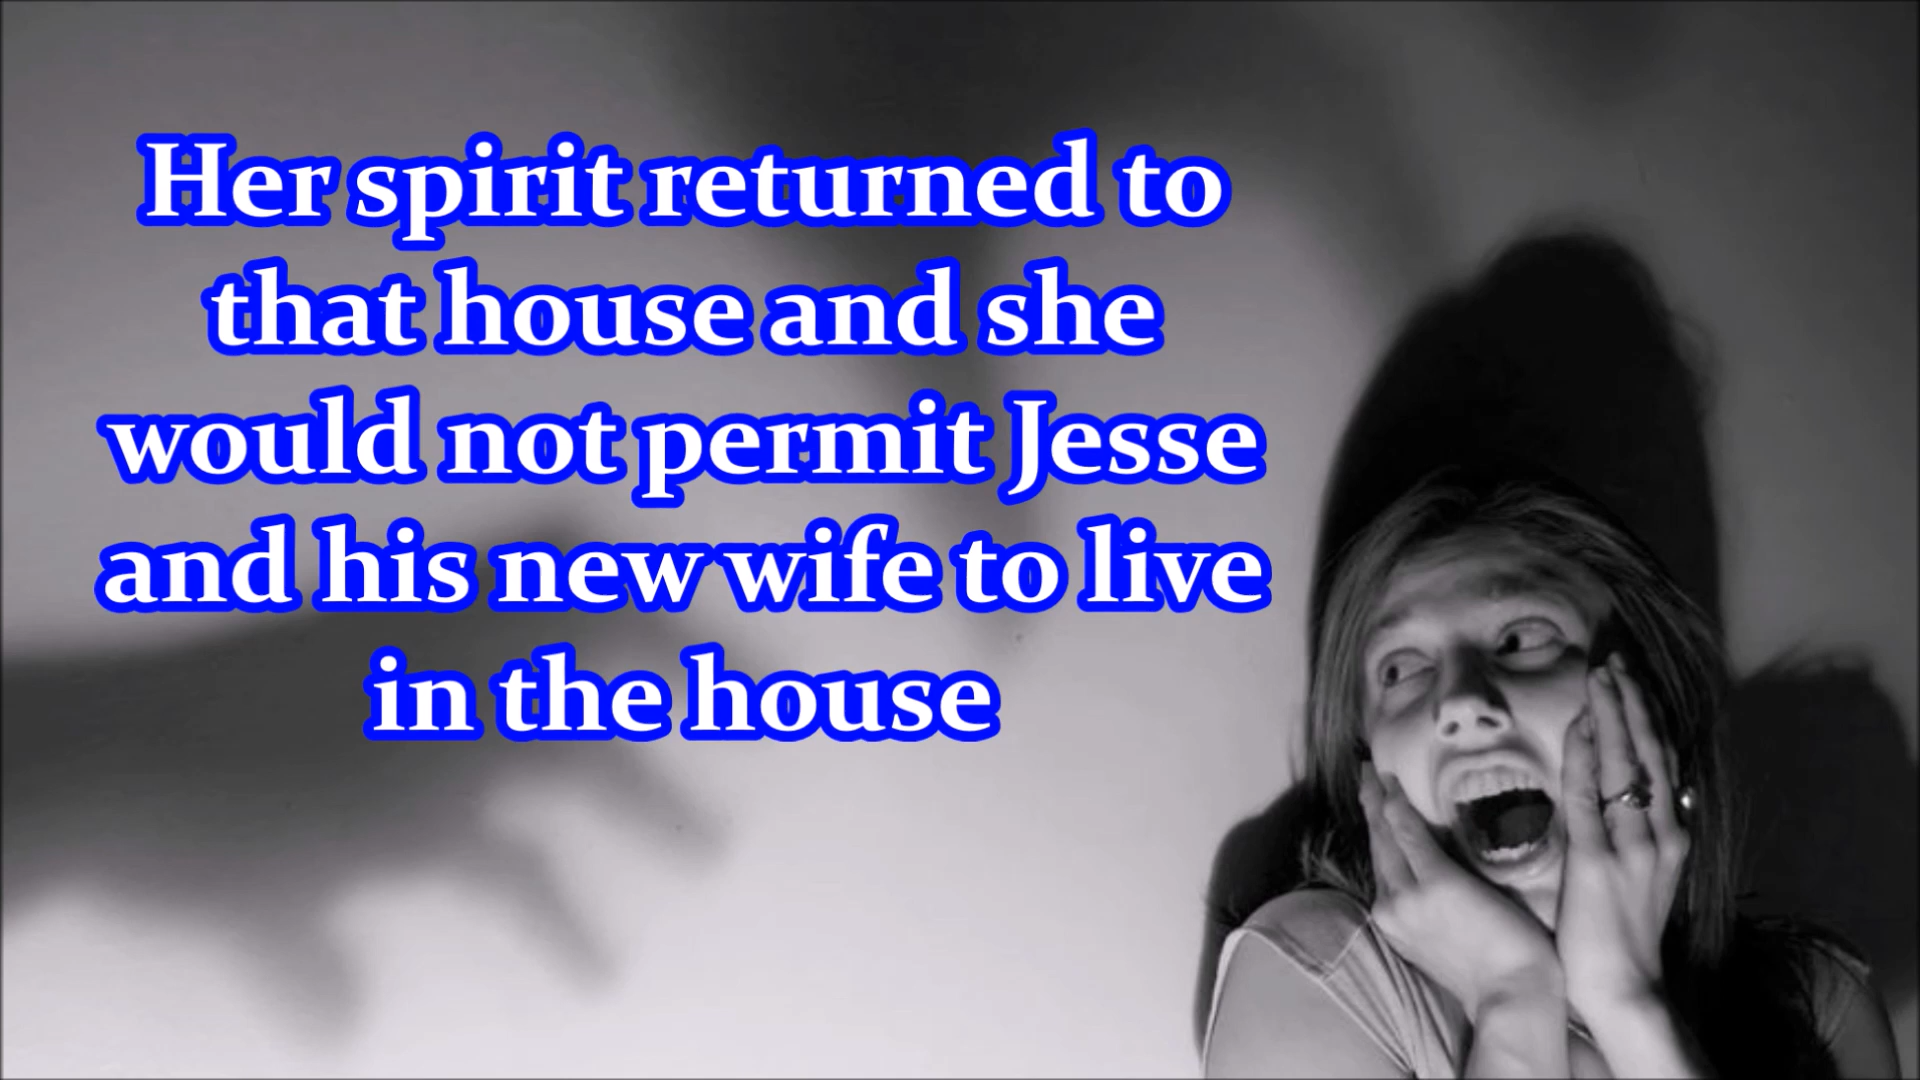 Her spirit returned to
that house and she
would not permit Jesse
and his new wife to live
in the house